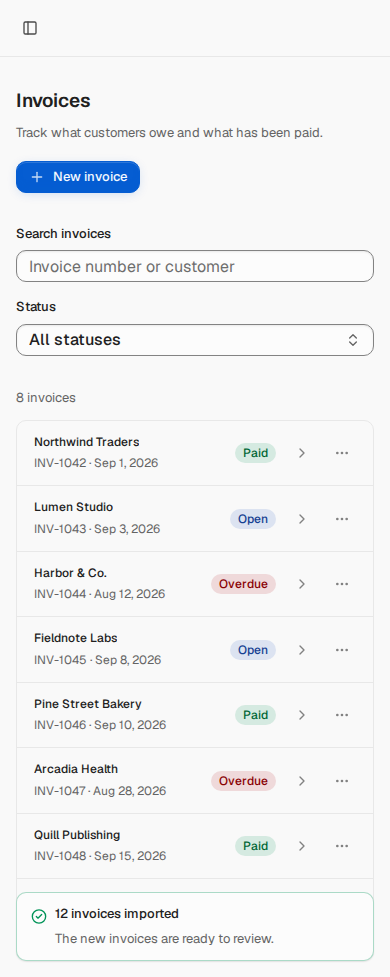 Invoices
Track what customers owe and what has been paid.
New invoice
Search invoices
Invoice number or customer
Status
All statuses
8 invoices
Northwind Traders
INV-1042 · Sep 1, 2026
Paid
Lumen Studio
INV-1043 · Sep 3, 2026
Open
Harbor & Co.
INV-1044 · Aug 12, 2026
Overdue
Fieldnote Labs
INV-1045 · Sep 8, 2026
Open
Pine Street Bakery
INV-1046 · Sep 10, 2026
Paid
Arcadia Health
INV-1047 · Aug 28, 2026
Overdue
Quill Publishing
INV-1048 · Sep 15, 2026
Paid
12 invoices imported
The new invoices are ready to review.